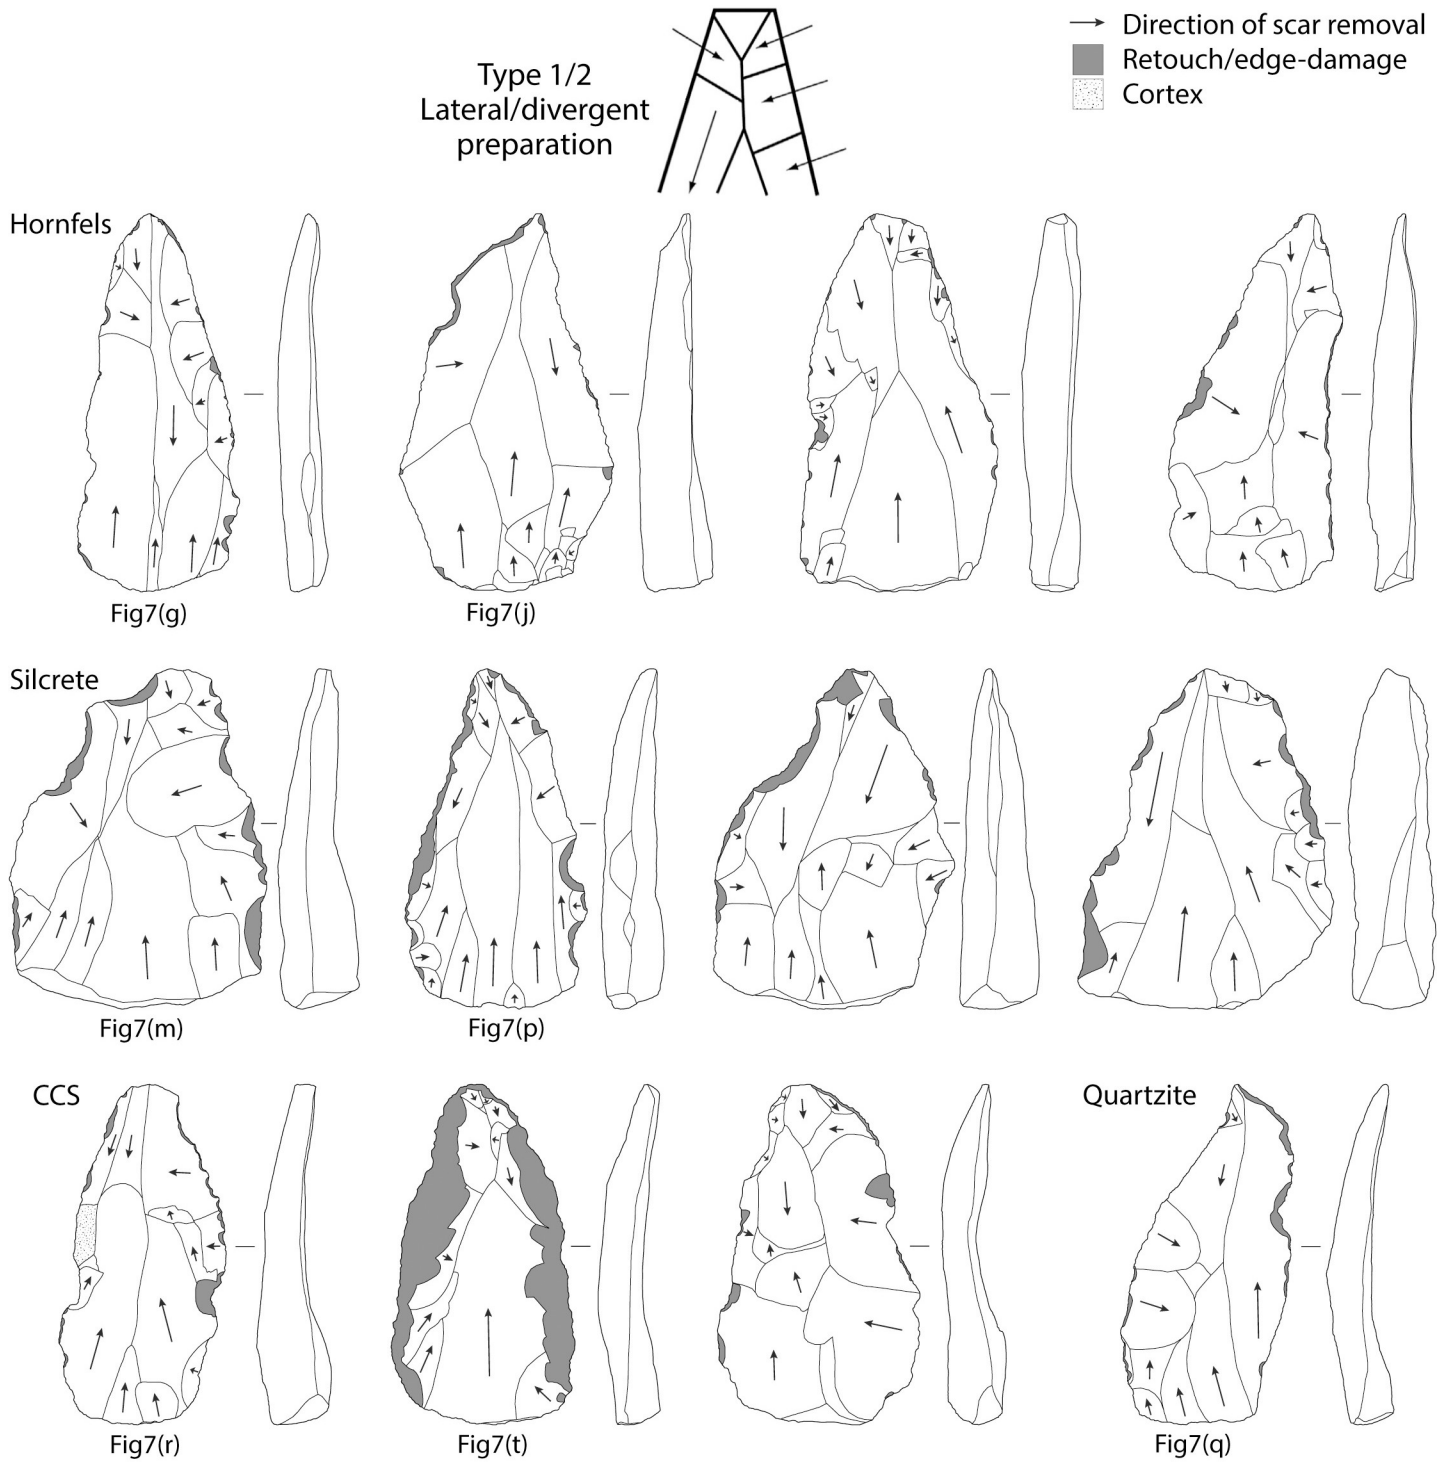 Type 1/2
Lateral/divergent
preparation
Direction of scar removal
Retouch/edge-damage
Cortex
Hornfels
Fig7(g)
Fig7(j)
Silcrete
Fig7(m)
Fig7(p)
CCS
Quartzite
Fig7(r)
Fig7(t)
Fig7(q)